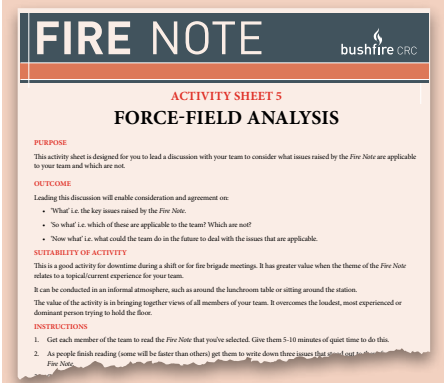 FIRE NOTE
bushfire CRC
ACTIVITY SHEET 5
FORCE-FIELD ANALYSIS
PURPOSE
This activity sheet is designed for you to lead a discussion with your team to consider what issues raised by the Fire Note are applicable
to your team and which are not.
OUTCOME
Leading this discussion will enable consideration and agreement on:
• 'What' i.e. the key issues raised by the Fire Note.
• 'So what' i.e. which of these are applicable to the team? Which are not?
• 'Now what' i.e. what could the team do in the future to deal with the issues that are applicable.
SUITABILITY OF ACTIVITY
This is a good activity for downtime during a shift or for fire brigade meetings. It has greater value when the theme of the Fire Note
relates to a topical/current experience for your team.
It can be conducted in an informal atmosphere, such as around the lunchroom table or sitting around the station.
The value of the activity is in bringing together views of all members of your team. It overcomes the loudest, most experienced or
dominant person trying to hold the floor.
INSTRUCTIONS
1. Get each member of the team to read the Fire Note that you've selected. Give them 5-10 minutes of quiet time to do this.
2. As people finish reading (some will be faster than others) get them to write down three issues that stand out to
Fire Note.